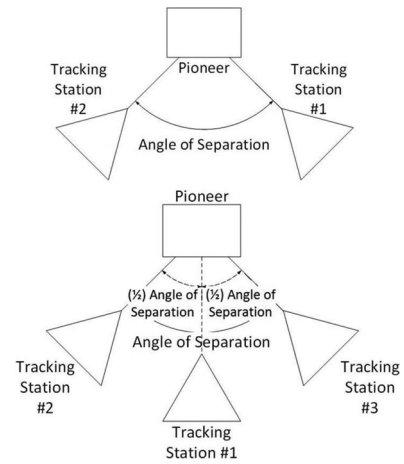 Pioneer
Tracking
Station
#2
Tracking
Station
#1
Angle of Separation
Pioneer
(½) Angle of
Separation
(½) Angle of
Separation
Angle of Separation
Tracking
Station
#2
Tracking
Station #1
Tracking
Station
#3